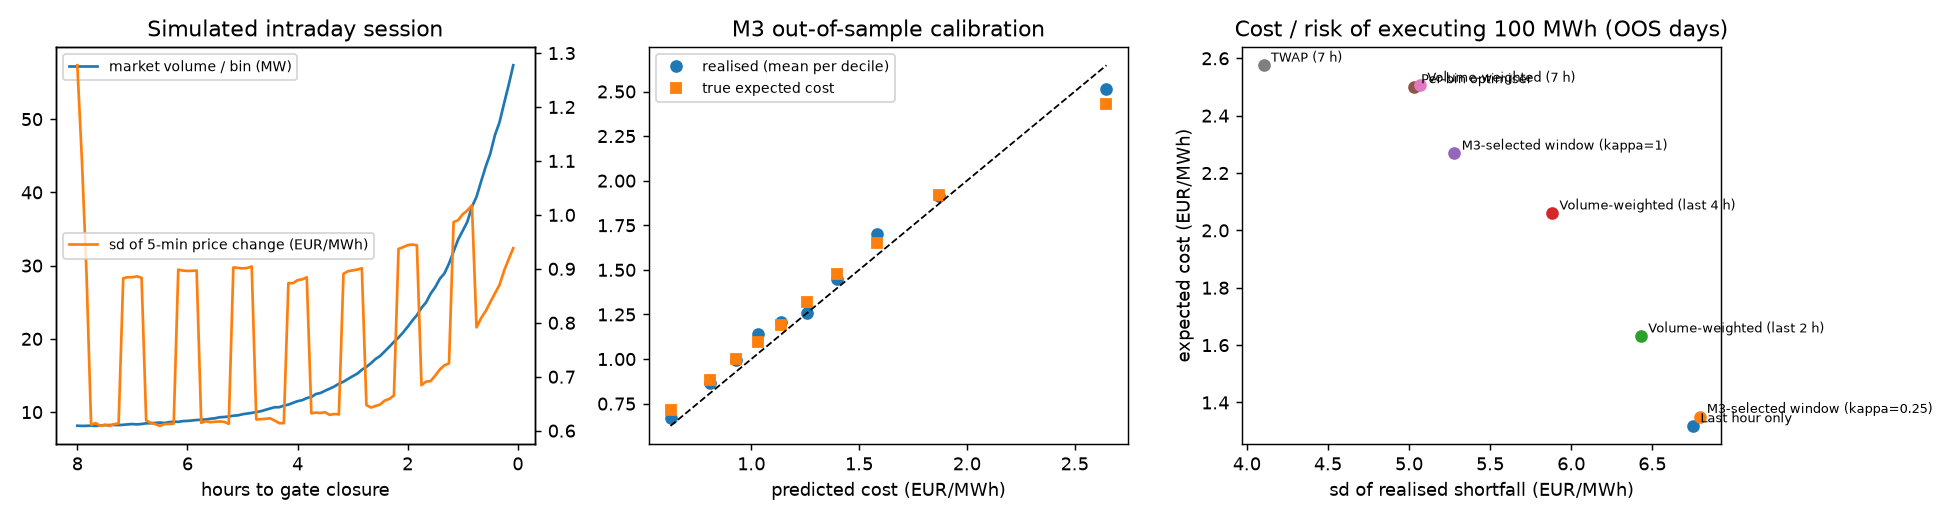 Simulated intraday session
market volume / bin (MW)
sd of 5-min price change (EUR/MWh)
50
40
30
20
10
1.3
1.2
1.1
1.0
0.9
0.8
0.7
0.6
8
6
4
2
0
hours to gate closure
M3 out-of-sample calibration
realised (mean per decile)
true expected cost
2.50
2.25
2.00
1.75
1.50
1.25
1.00
0.75
1.0
1.5
2.0
2.5
predicted cost (EUR/MWh)
Cost / risk of executing 100 MWh (OOS days)
expected cost (EUR/MWh)
2.6
2.4
2.2
2.0
1.8
1.6
1.4
TWAP (7 h)
Volume-weighted (7 h)
Per-bin optimiser
M3-selected window (kappa=1)
Volume-weighted (last 4 h)
Volume-weighted (last 2 h)
M3-selected window (kappa=0.25)
Last hour only
4.0
4.5
5.0
5.5
6.0
6.5
sd of realised shortfall (EUR/MWh)